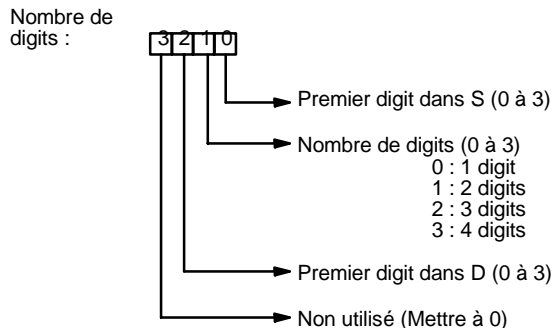 Nombre de
digits :
3 2 1 0
Premier digit dans S (0 à 3)
Nombre de digits (0 à 3)
0 : 1 digit
1 : 2 digits
2 : 3 digits
3 : 4 digits
Premier digit dans D (0 à 3)
Non utilisé (Mettre à 0)